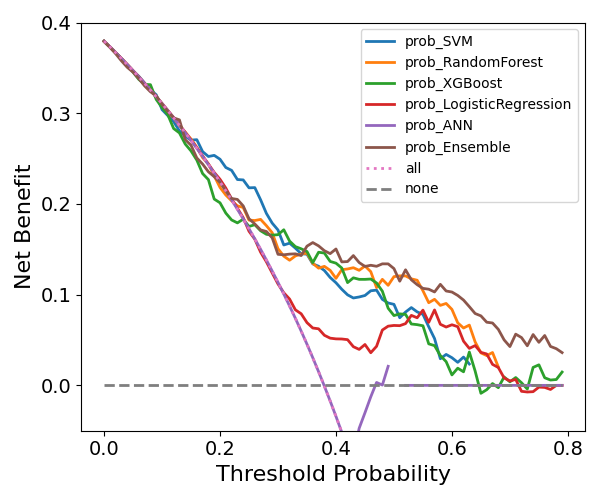 prob_SVM
prob_RandomForest
prob_XGBoost
prob_LogisticRegression
prob_ANN
prob_Ensemble
all
none
Net Benefit
0.4
0.3
0.2
0.1
0.0
0.0 0.2 0.4 0.6 0.8
Threshold Probability